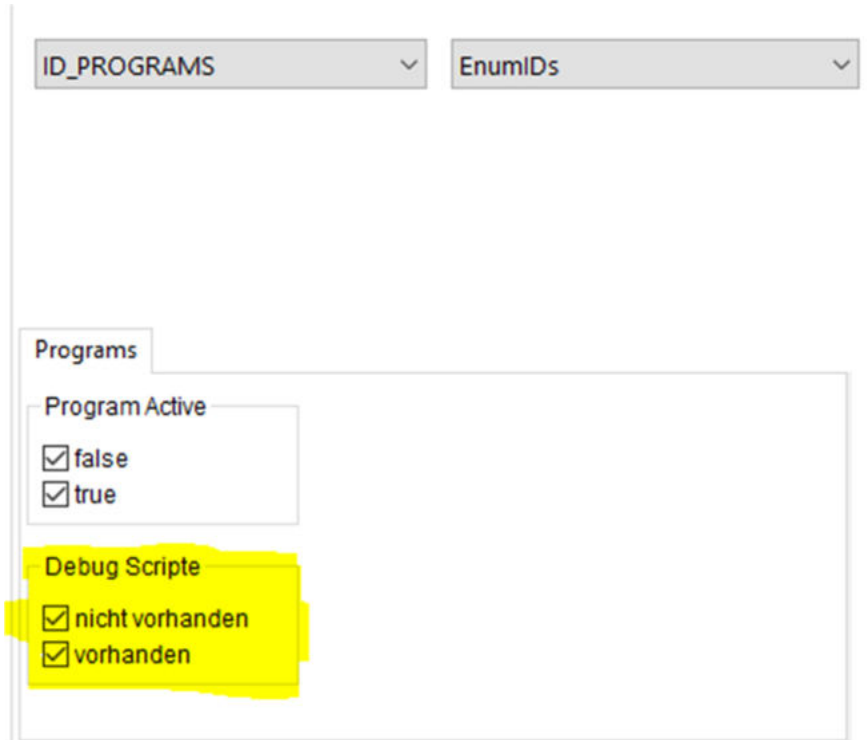 ID_PROGRAMS EnumIDs
Programs
Program Active
false
true
Debug Scripte
nicht vorhanden
vorhanden